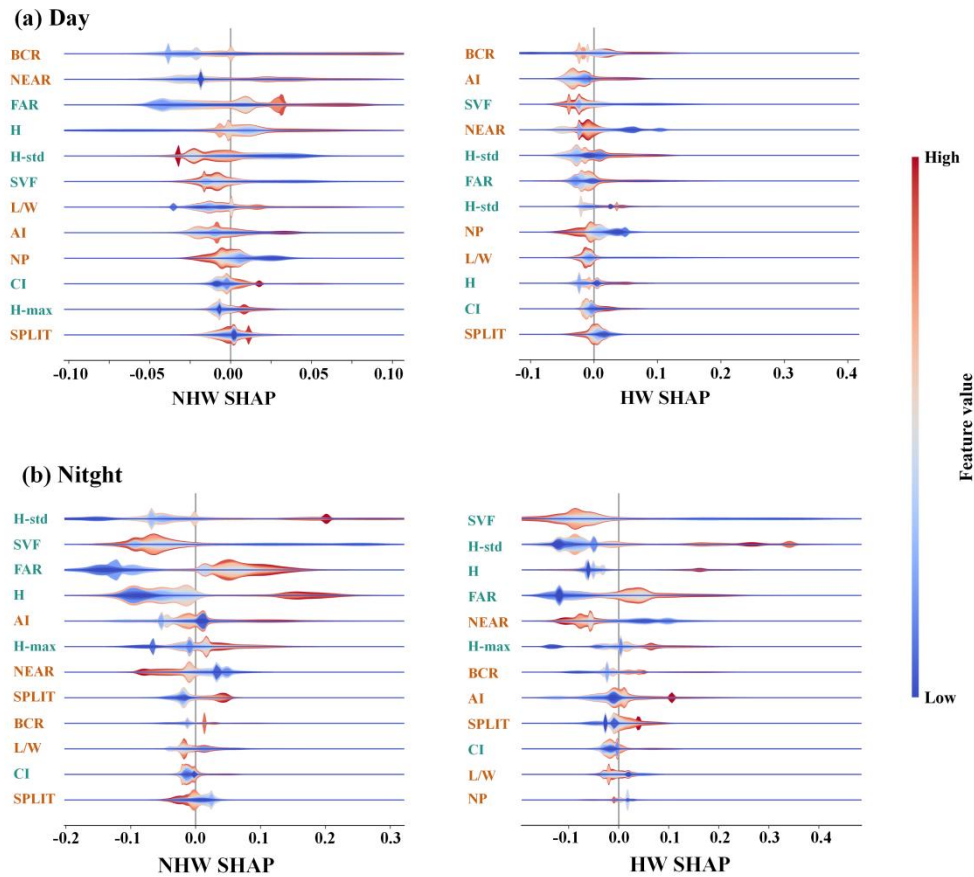 (a) Day
BCR
NEAR
FAR
H
H-std
SVF
L/W
AI
NP
CI
H-max
SPLIT
-0.10 -0.05 0.00 0.05 0.10
NHW SHAP
BCR
AI
SVF
NEAR
H-std
FAR
H-std
NP
L/W
H
CI
SPLIT
-0.1 0.0 0.1 0.2 0.3 0.4
HW SHAP
(b) Nitght
H-std
SVF
FAR
H
AI
H-max
NEAR
SPLIT
BCR
L/W
CI
SPLIT
-0.2 -0.1 0.0 0.1 0.2 0.3
NHW SHAP
SVF
H-std
H
FAR
NEAR
H-max
BCR
AI
SPLIT
CI
L/W
NP
-0.1 0.0 0.1 0.2 0.3 0.4
HW SHAP
High
Feature value
Low